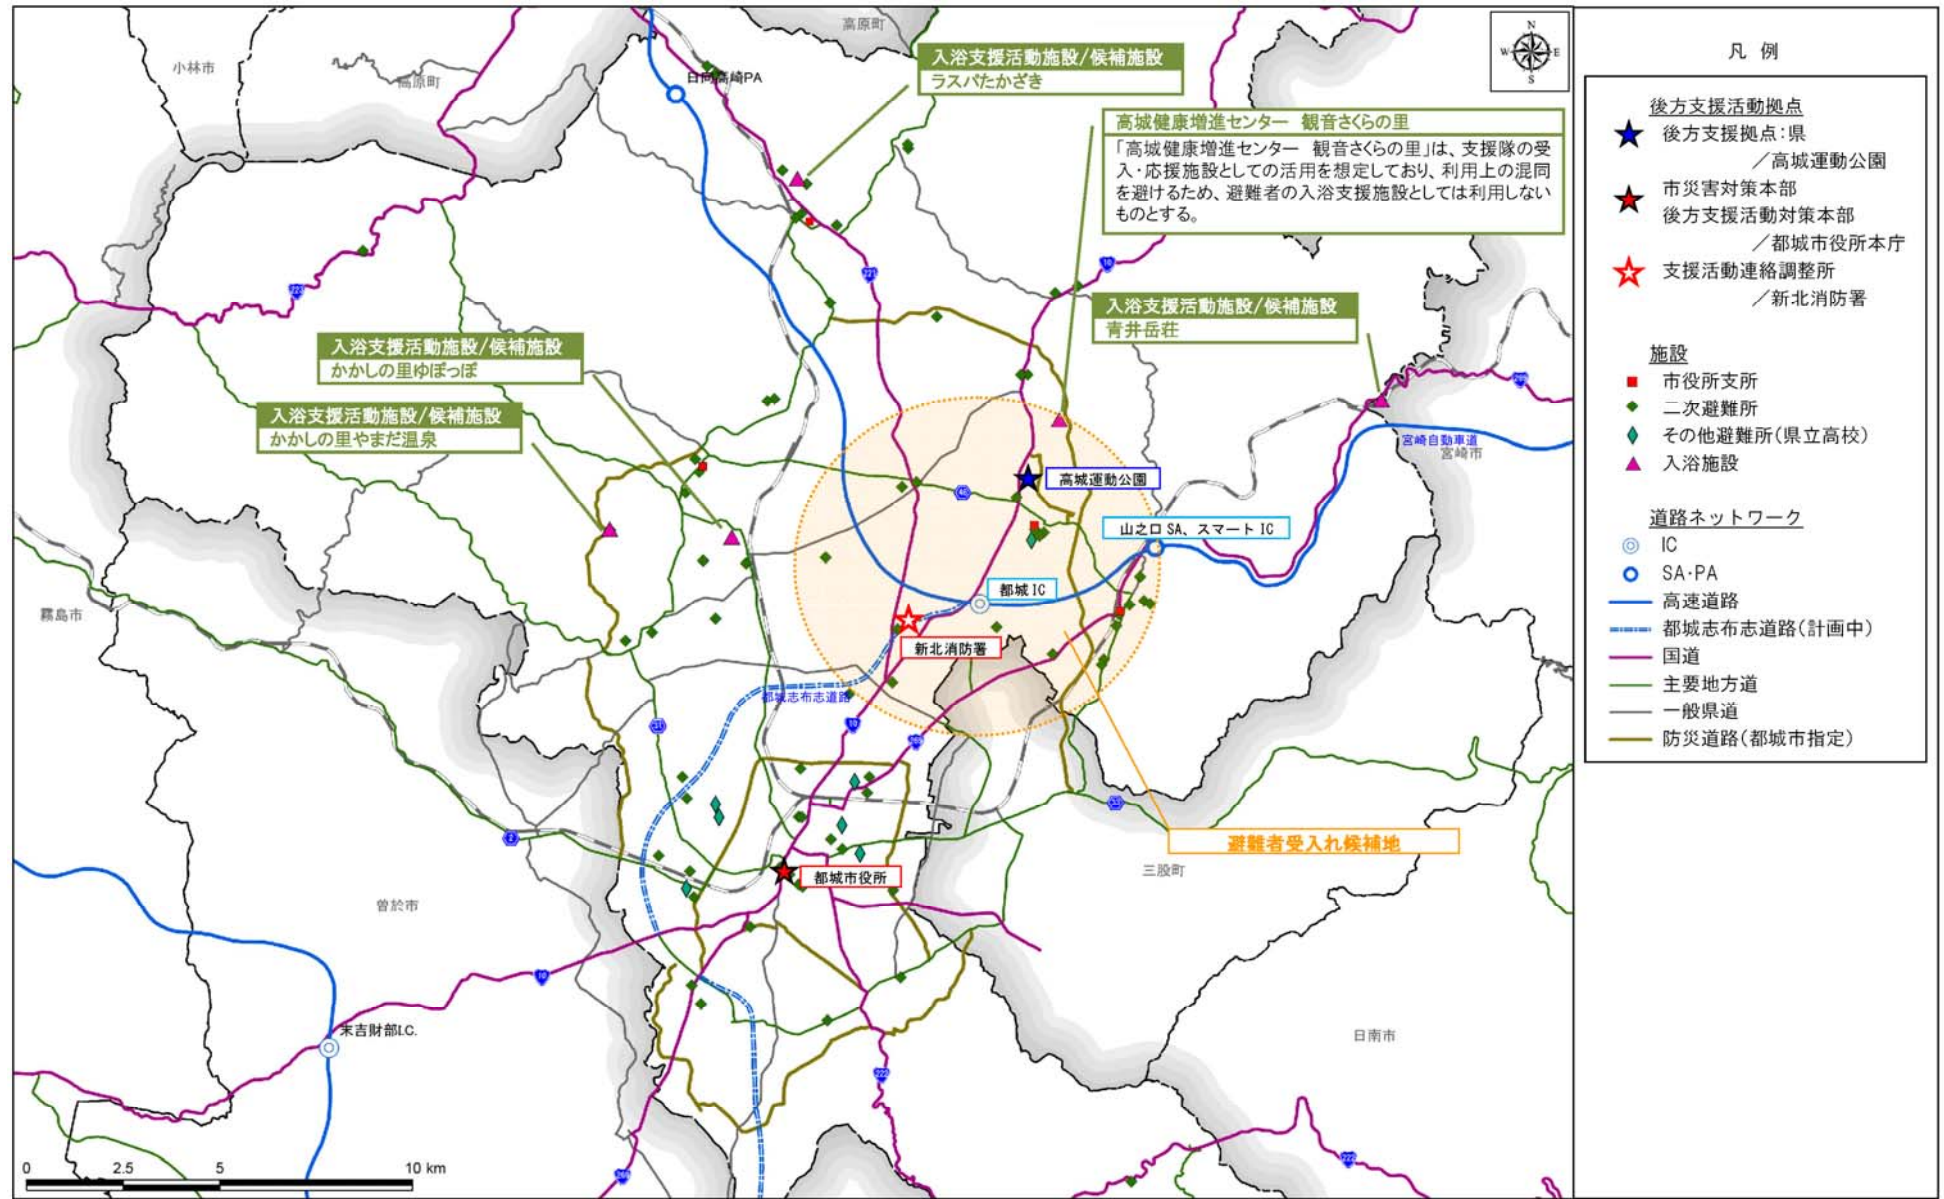 高原町
小林市
高原町
日向高崎PA
入浴支援活動施設/候補施設
ラスパたかざき
高城健康増進センター　観音さくらの里
「高城健康増進センター　観音さくらの里」は、支援隊の受
入・応援施設としての活用を想定しており、利用上の混同
を避けるため、避難者の入浴支援施設としては利用しない
ものとする。
N
W
E
S
221
10
223
入浴支援活動施設/候補施設
青井岳荘
入浴支援活動施設/候補施設
かかしの里ゆぽっぽ
入浴支援活動施設/候補施設
かかしの里やまだ温泉
269
宮崎自動車道
宮崎市
高城運動公園
山之口 SA、スマート IC
都城 IC
新北消防署
霧島市
都城志布志道路
31
10
269
33
2
避難者受入れ候補地
三股町
都城市役所
曽於市
10
末吉財部I.C.
日南市
222
222
269
0 2.5 5 10 km
凡 例
後方支援活動拠点
後方支援拠点：県
／高城運動公園
市災害対策本部
後方支援活動対策本部
／都城市役所本庁
支援活動連絡調整所
／新北消防署
施設
市役所支所
二次避難所
その他避難所（県立高校）
入浴施設
道路ネットワーク
IC
SA・PA
高速道路
都城志布志道路（計画中）
国道
主要地方道
一般県道
防災道路（都城市指定）